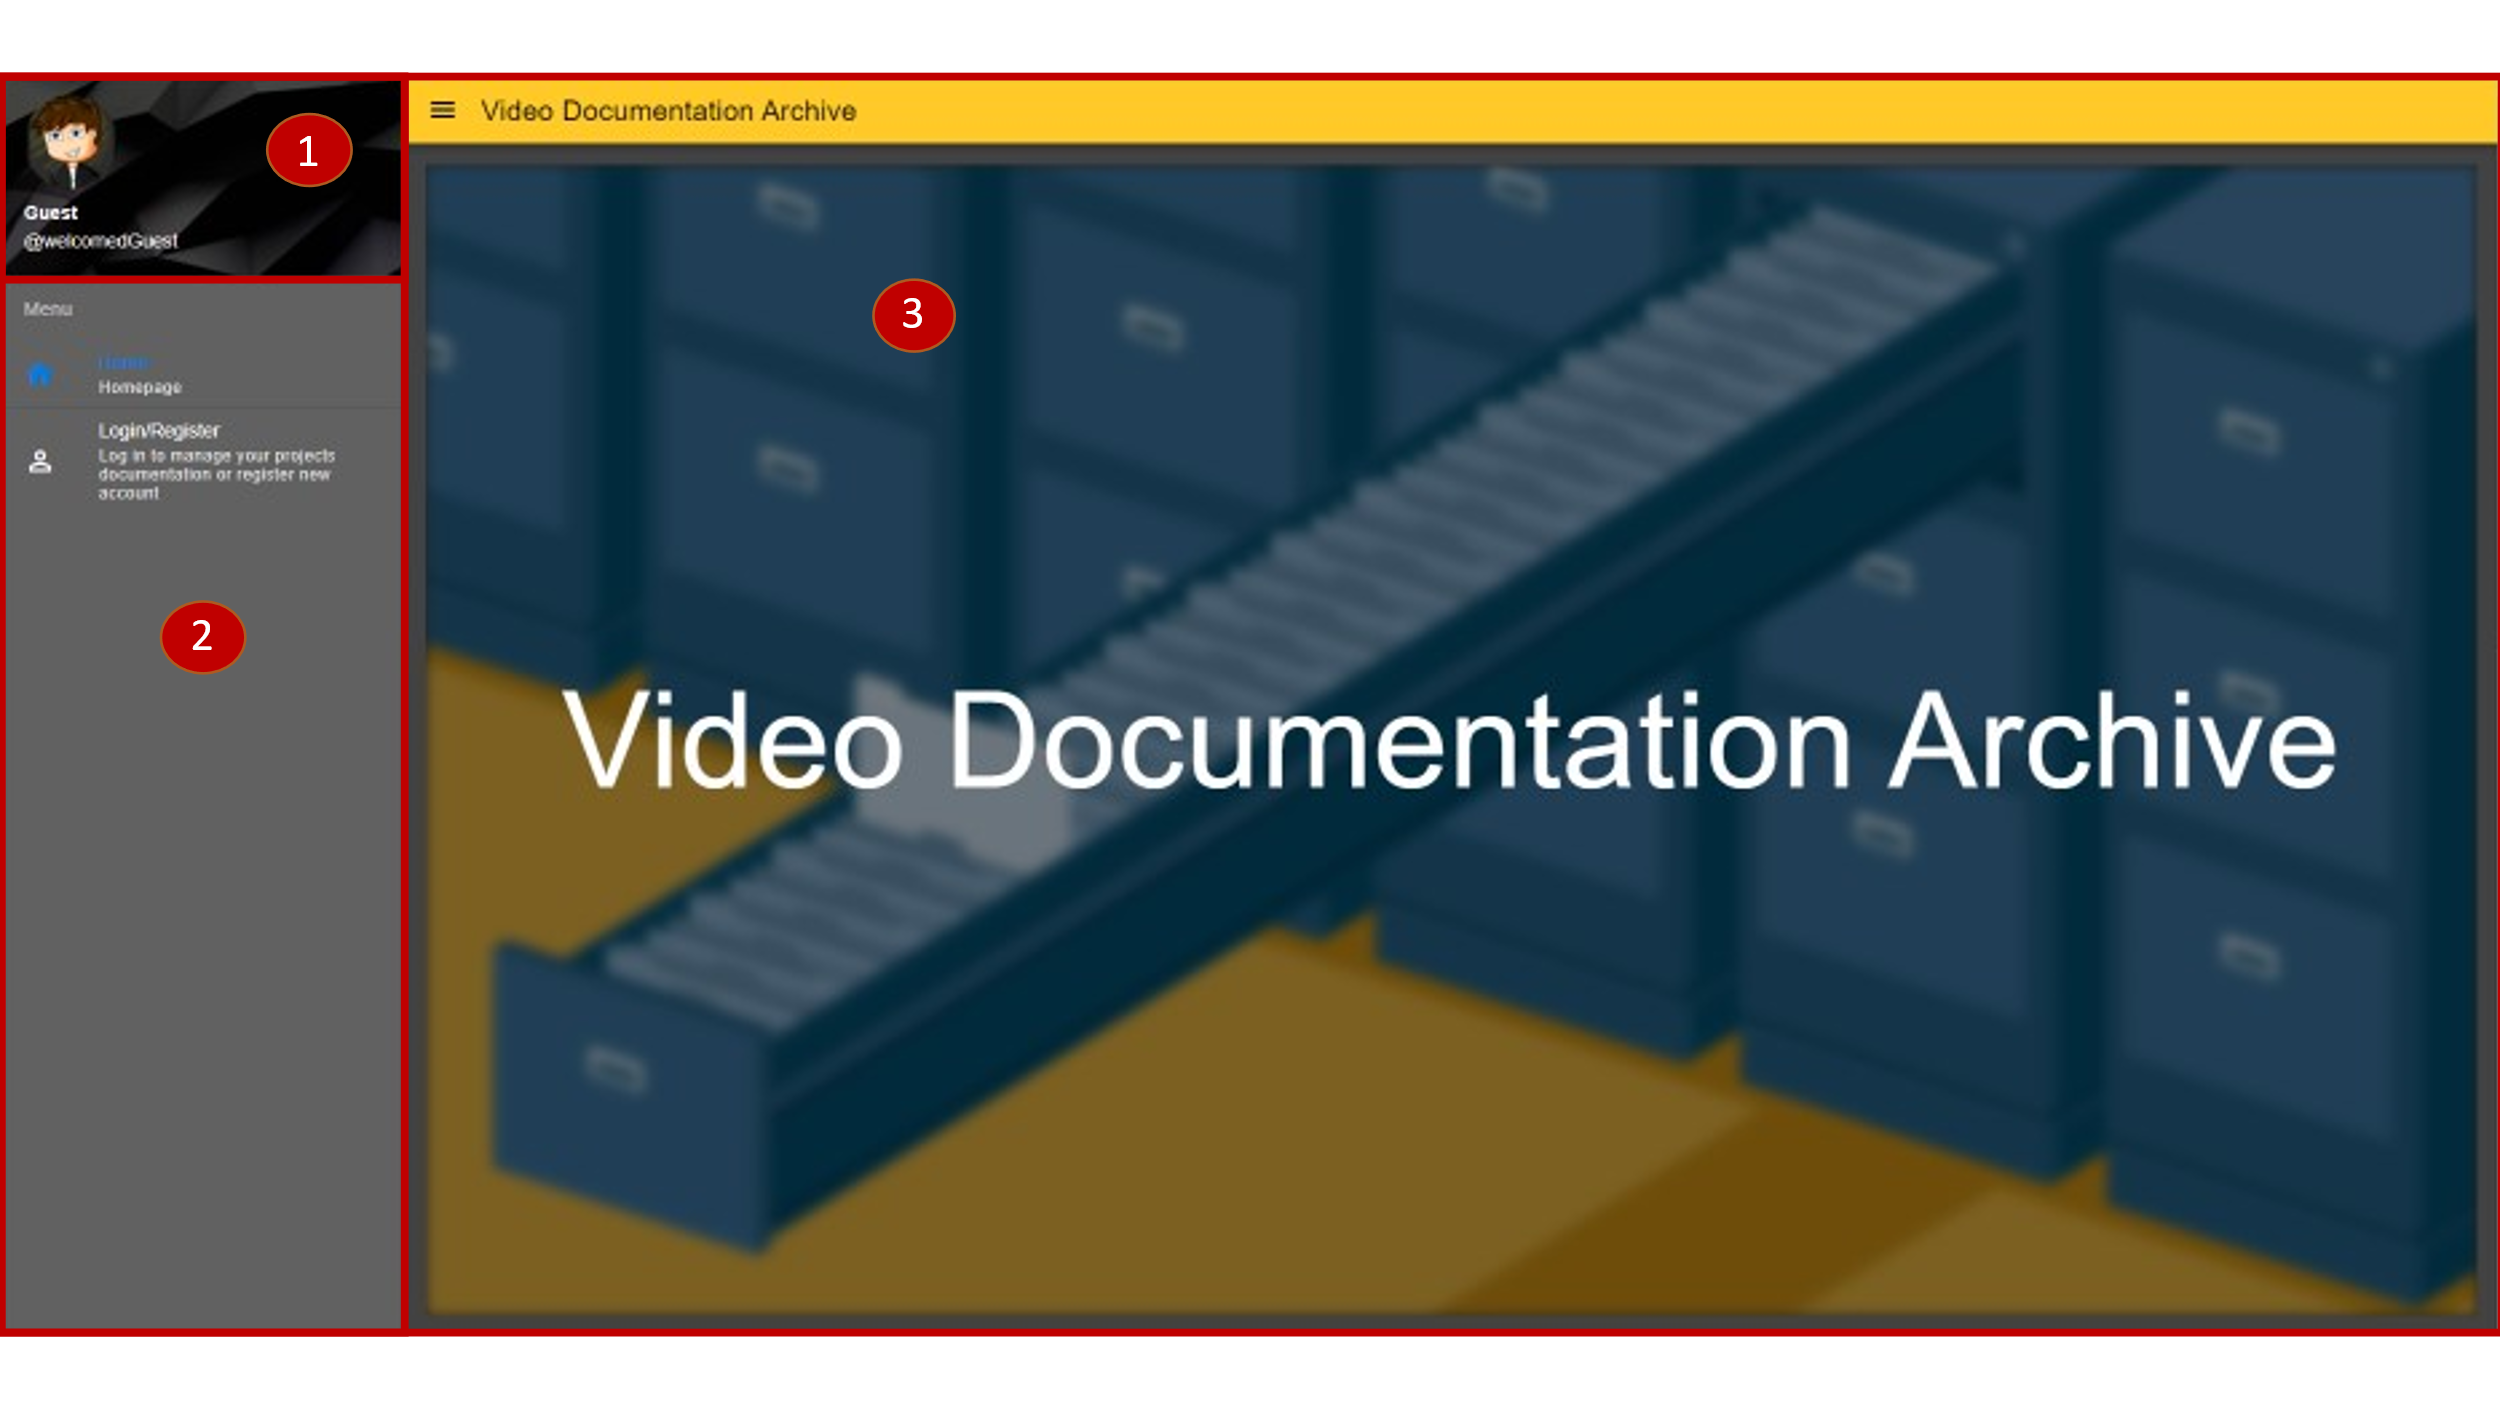 1
Guest
@welcomedGuest
Menu
Home
Homepage
Login/Register
Log in to manage your projects
documentation or register new
account
2
Video Documentation Archive
3
Video Documentation Archive